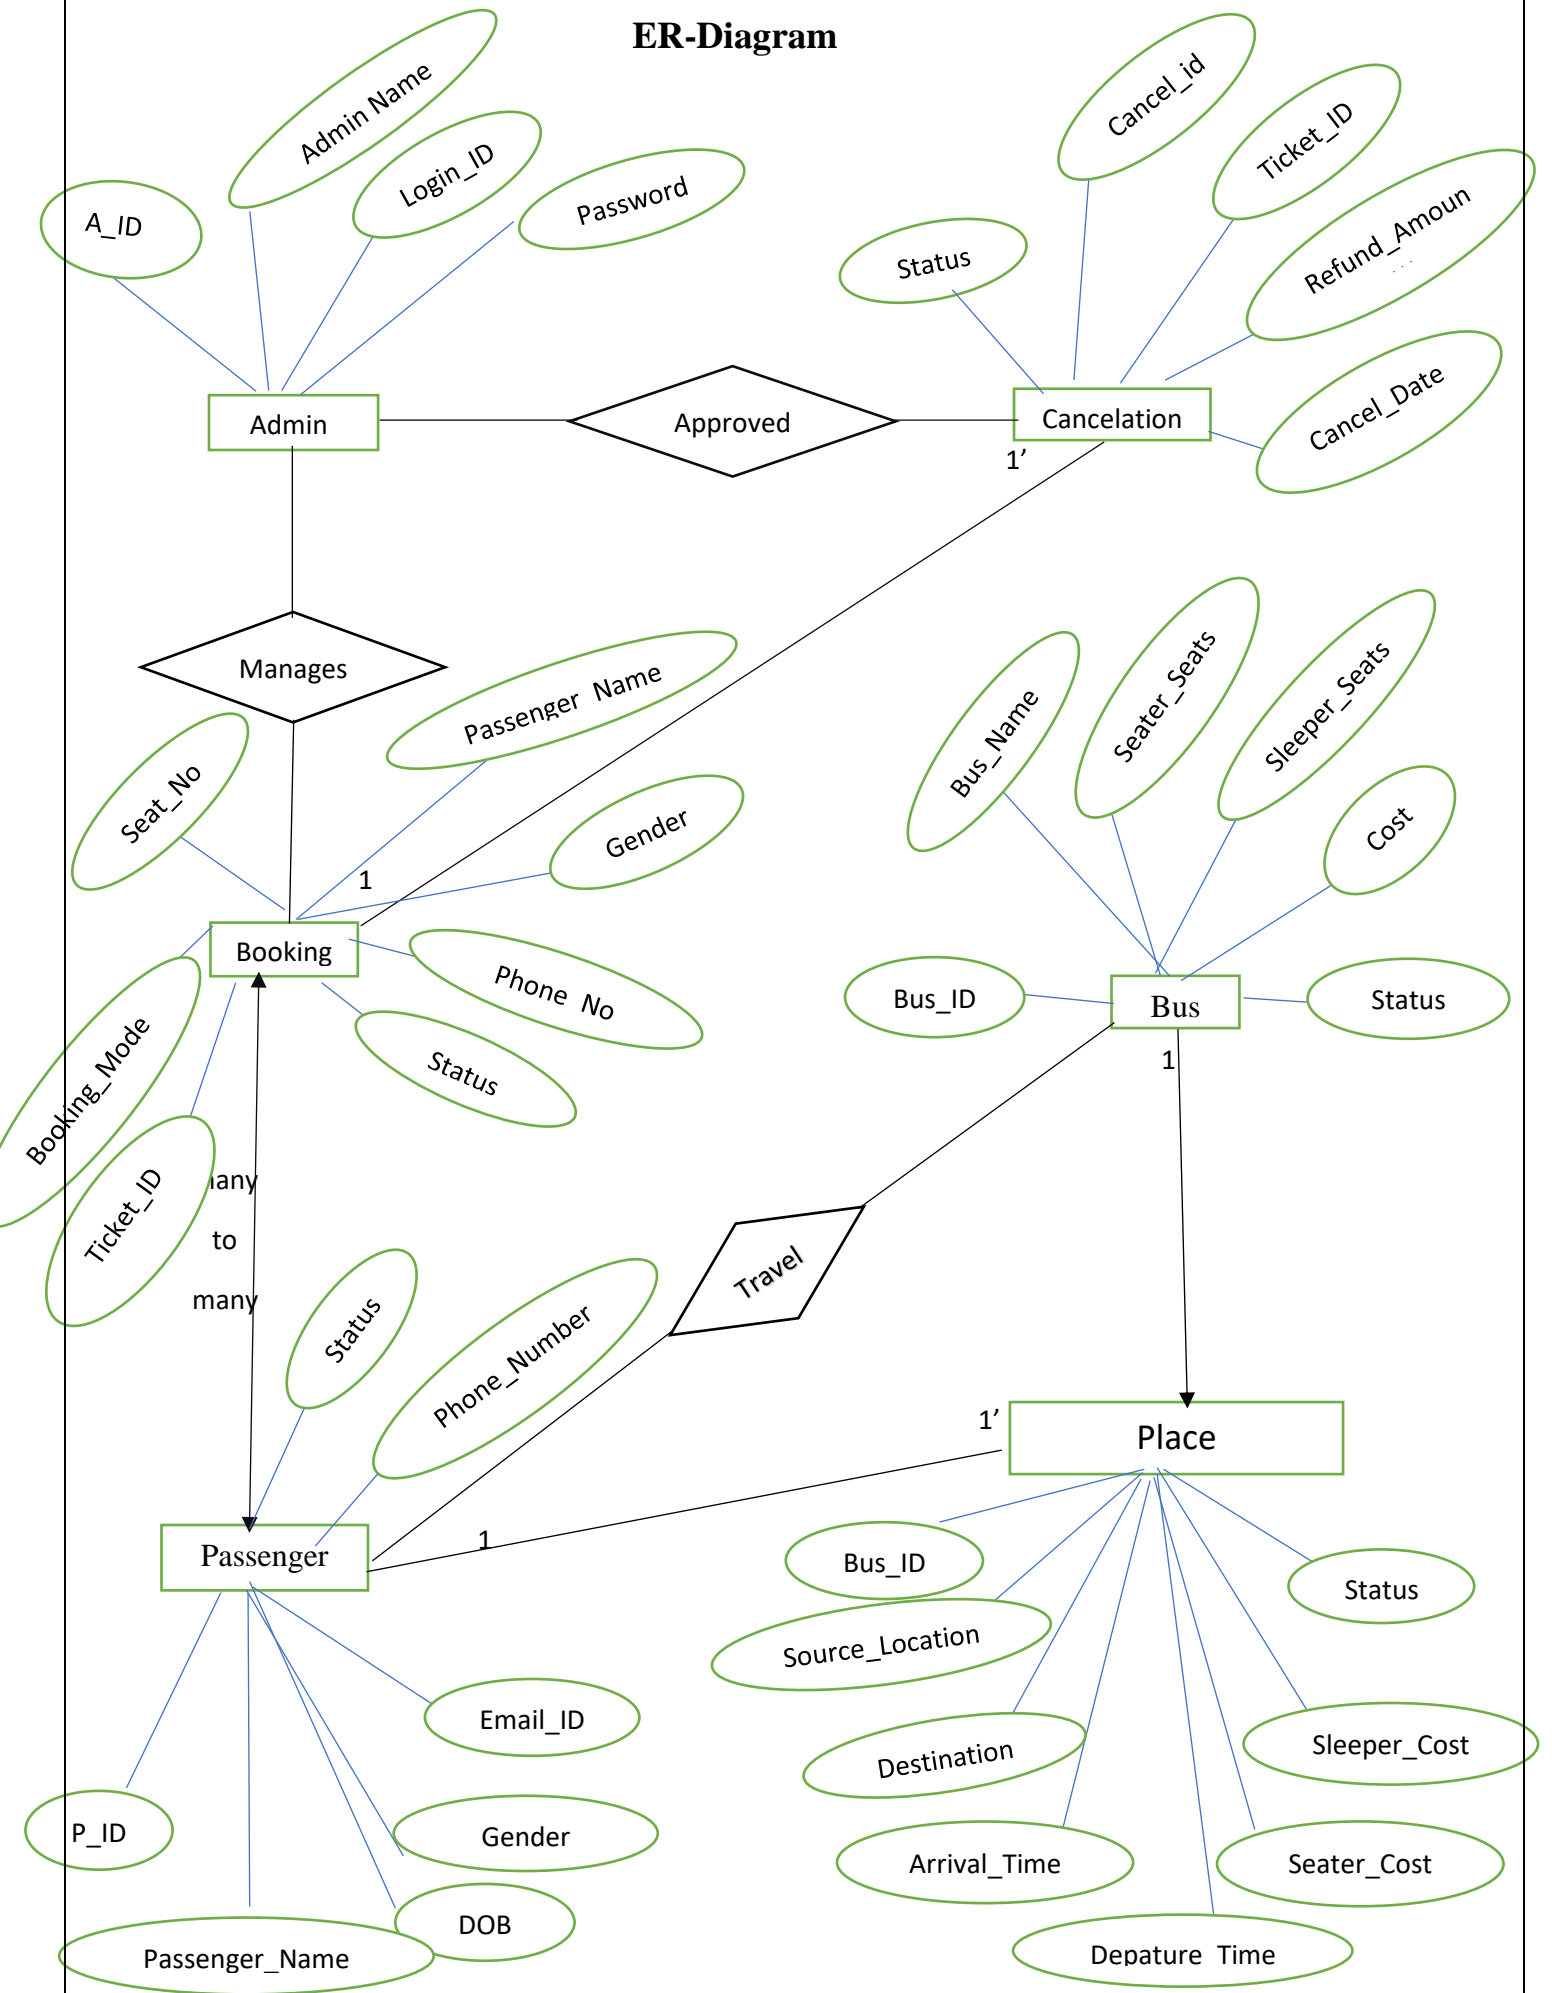 ER-Diagram
Admin Name
Login_ID
Password
A_ID
Cancel_id
Ticket_ID
Refund_Amoun
Status
Cancel_Date
Admin
Approved
Cancelation
1’
Manages
Passenger Name
Seat_No
Gender
1
Booking
Phone No
Status
Booking_Mode
Ticket_ID
any
to
many
Bus_Name
Seater_Seats
Sleeper_Seats
Cost
Bus_ID
Bus
Status
1
Travel
Status
Phone_Number
1’
Place
1
Passenger
Bus_ID
Status
Source_Location
Email_ID
Destination
Sleeper_Cost
P_ID
Gender
Arrival_Time
Seater_Cost
DOB
Passenger_Name
Depature Time